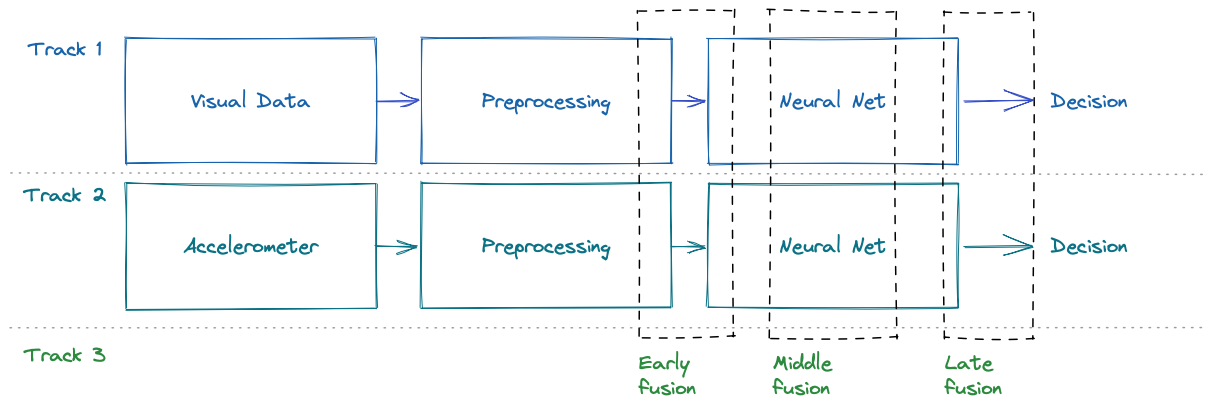 Track 1
Visual Data
Preprocessing
Neural Net
Decision
Track 2
Accelerometer
Preprocessing
Neural Net
Decision
Track 3
Early
fusion
Middle
fusion
Late
fusion